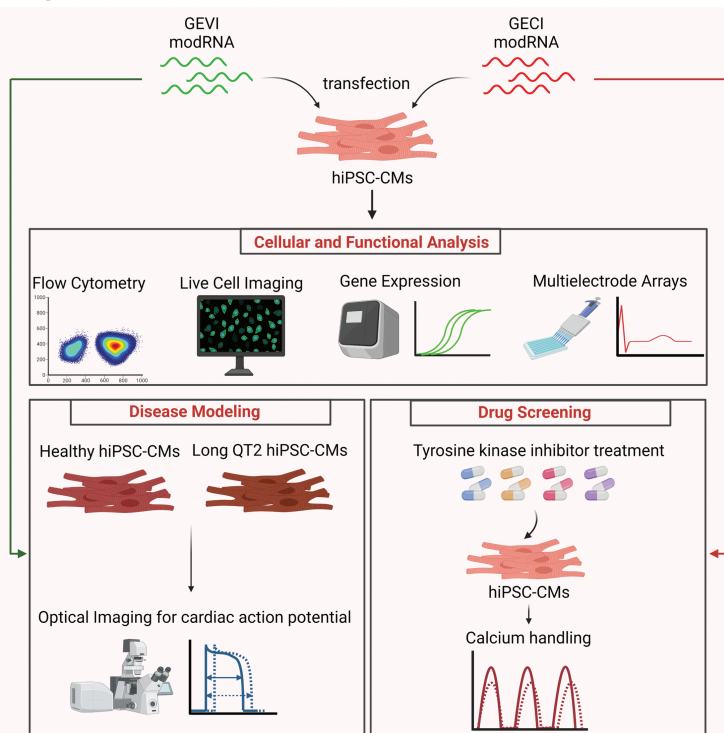 GEVI
modRNA
GECI
modRNA
transfection
hiPSC-CMs
Cellular and Functional Analysis
Flow Cytometry
Live Cell Imaging
Gene Expression
Multielectrode Arrays
1000
800
600
400
200
0
0 200 400 600 800 1000
Disease Modeling
Drug Screening
Healthy hiPSC-CMs
Long QT2 hiPSC-CMs
Tyrosine kinase inhibitor treatment
hiPSC-CMs
Optical Imaging for cardiac action potential
Calcium handling